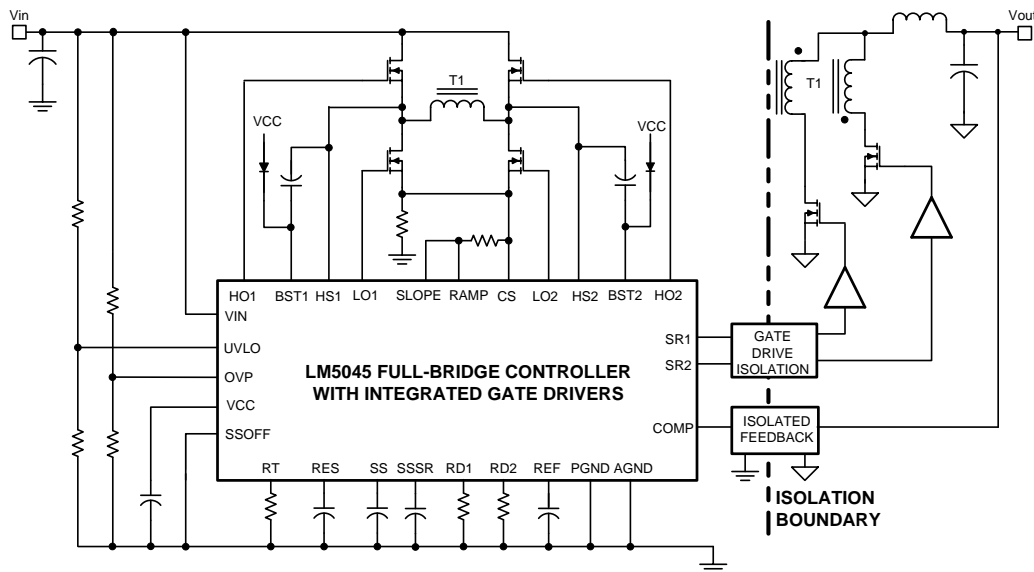 Vin
Vout
T1
T1
VCC
VCC
HO1 BST1 HS1 LO1 SLOPE RAMP CS LO2 HS2 BST2 HO2
VIN
UVLO
OVP
VCC
SSOFF
LM5045 FULL-BRIDGE CONTROLLER
WITH INTEGRATED GATE DRIVERS
SR1
SR2
COMP
GATE
DRIVE
ISOLATION
ISOLATED
FEEDBACK
RT RES SS SSSR RD1 RD2 REF PGND AGND
ISOLATION
BOUNDARY